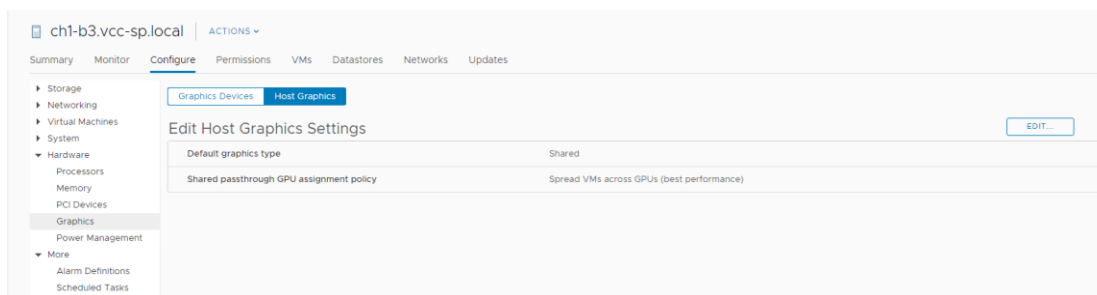 ch1-b3.vcc-sp.local ACTIONS
Summary Monitor Configure Permissions VMs Datastores Networks Updates
Storage
Networking
Virtual Machines
System
Hardware
Processors
Memory
PCI Devices
Graphics
Power Management
More
Alarm Definitions
Scheduled Tasks
Graphics Devices Host Graphics
Edit Host Graphics Settings EDIT...
Default graphics type Shared
Shared passthrough GPU assignment policy Spread VMs across GPUs (best performance)